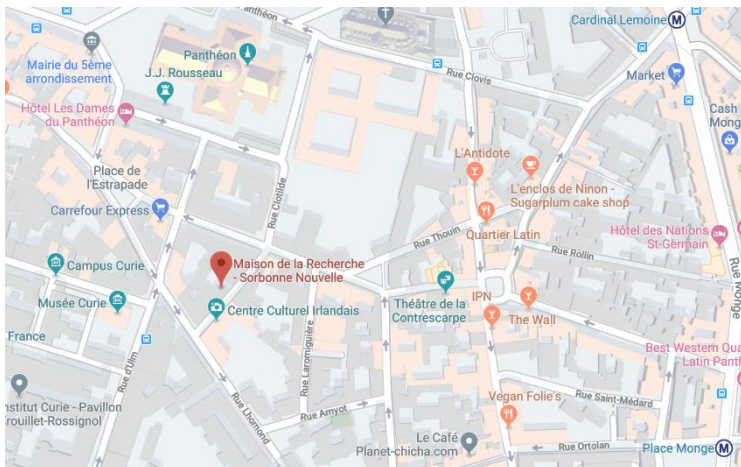 Panthéon
Cardinal Lemoine
M
Mairie du 5ème
arrondissement
Panthéon
J.J. Rousseau
Rue Clovis
Market
Cash
Mong
Hôtel Les Dames
du Panthéon
Place de
l'Estrapade
Rue Clotilde
L'Antidote
L'enclos de Ninon -
Sugarplum cake shop
Carrefour Express
Quartier Latin
Rue Thouin
Rue Rollin
Hôtel des Nations
St-Germain
Rue Monge
Campus Curie
Maison de la Recherche
- Sorbonne Nouvelle
Musée Curie
Centre Culturel Irlandais
Théâtre de la
Contrescarpe
IPN
The Wall
France
Rue d'Ulm
Rue Laromiguière
Best Western Qua
Latin Panth
nstitut Curie - Pavillon
rouillet-Rossignol
Rue Lhomond
Rue Amyot
Vegan Folie's
Rue Saint-Médard
Le Café
Planet-chicha.com
Rue Ortolan
Place Monge
M